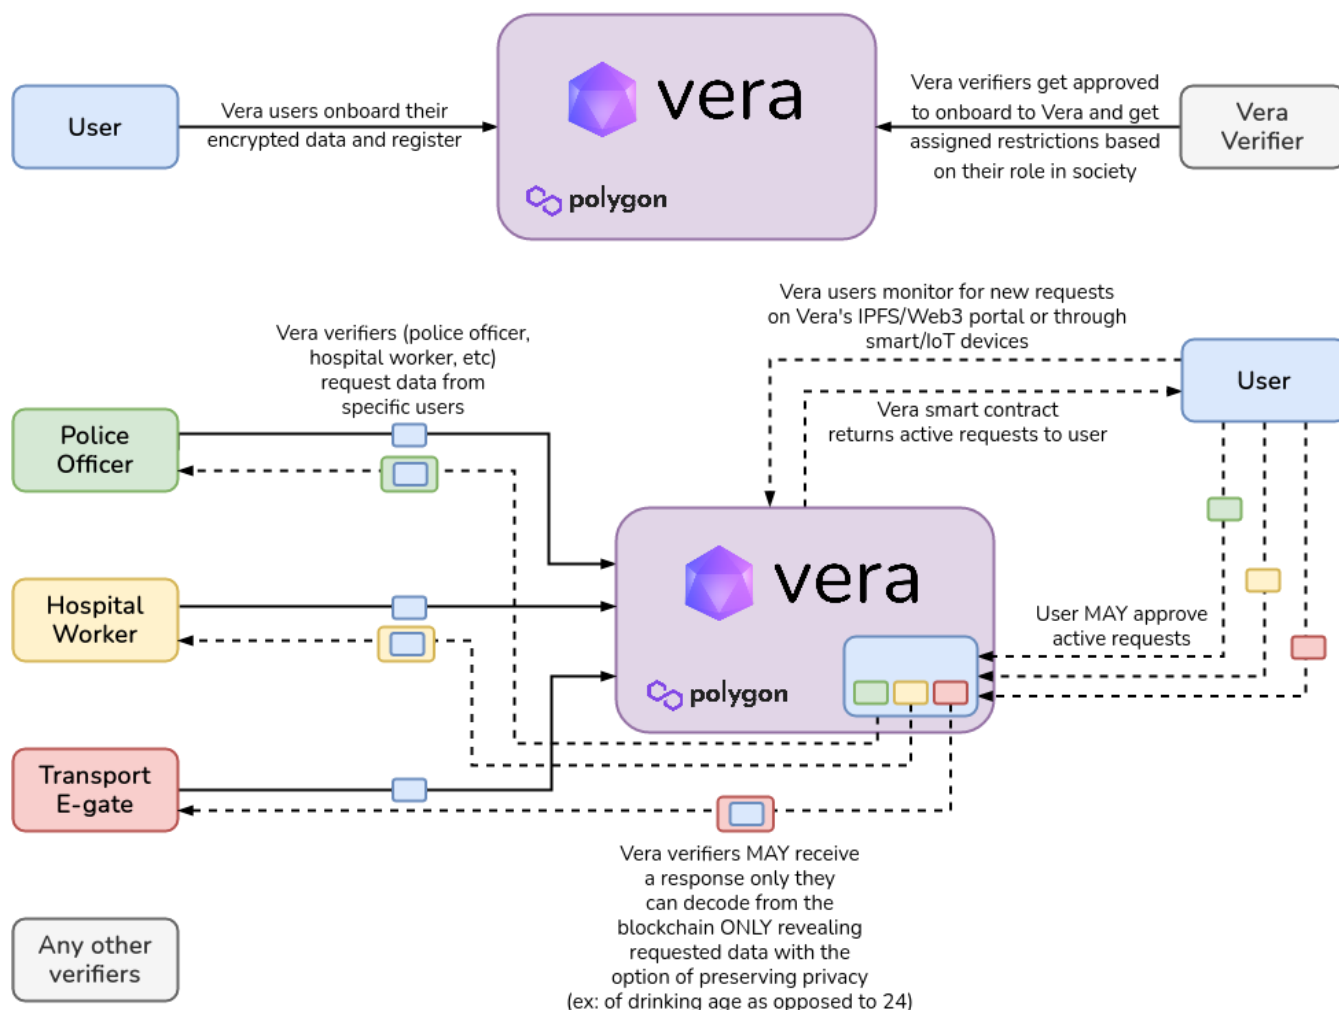 User
Vera users onboard their
encrypted data and register
vera
polygon
Vera verifiers get approved
to onboard to Vera and get
assigned restrictions based
on their role in society
Vera
Verifier
Vera users monitor for new requests
on Vera's IPFS/Web3 portal or through
smart/IoT devices
Vera verifiers (police officer,
hospital worker, etc)
request data from
specific users
User
Vera smart contract
returns active requests to user
Police
Officer
vera
polygon
Hospital
Worker
User MAY approve
active requests
Transport
E-gate
Vera verifiers MAY receive
a response only they
can decode from the
blockchain ONLY revealing
requested data with the
option of preserving privacy
(ex: of drinking age as opposed to 24)
Any other
verifiers